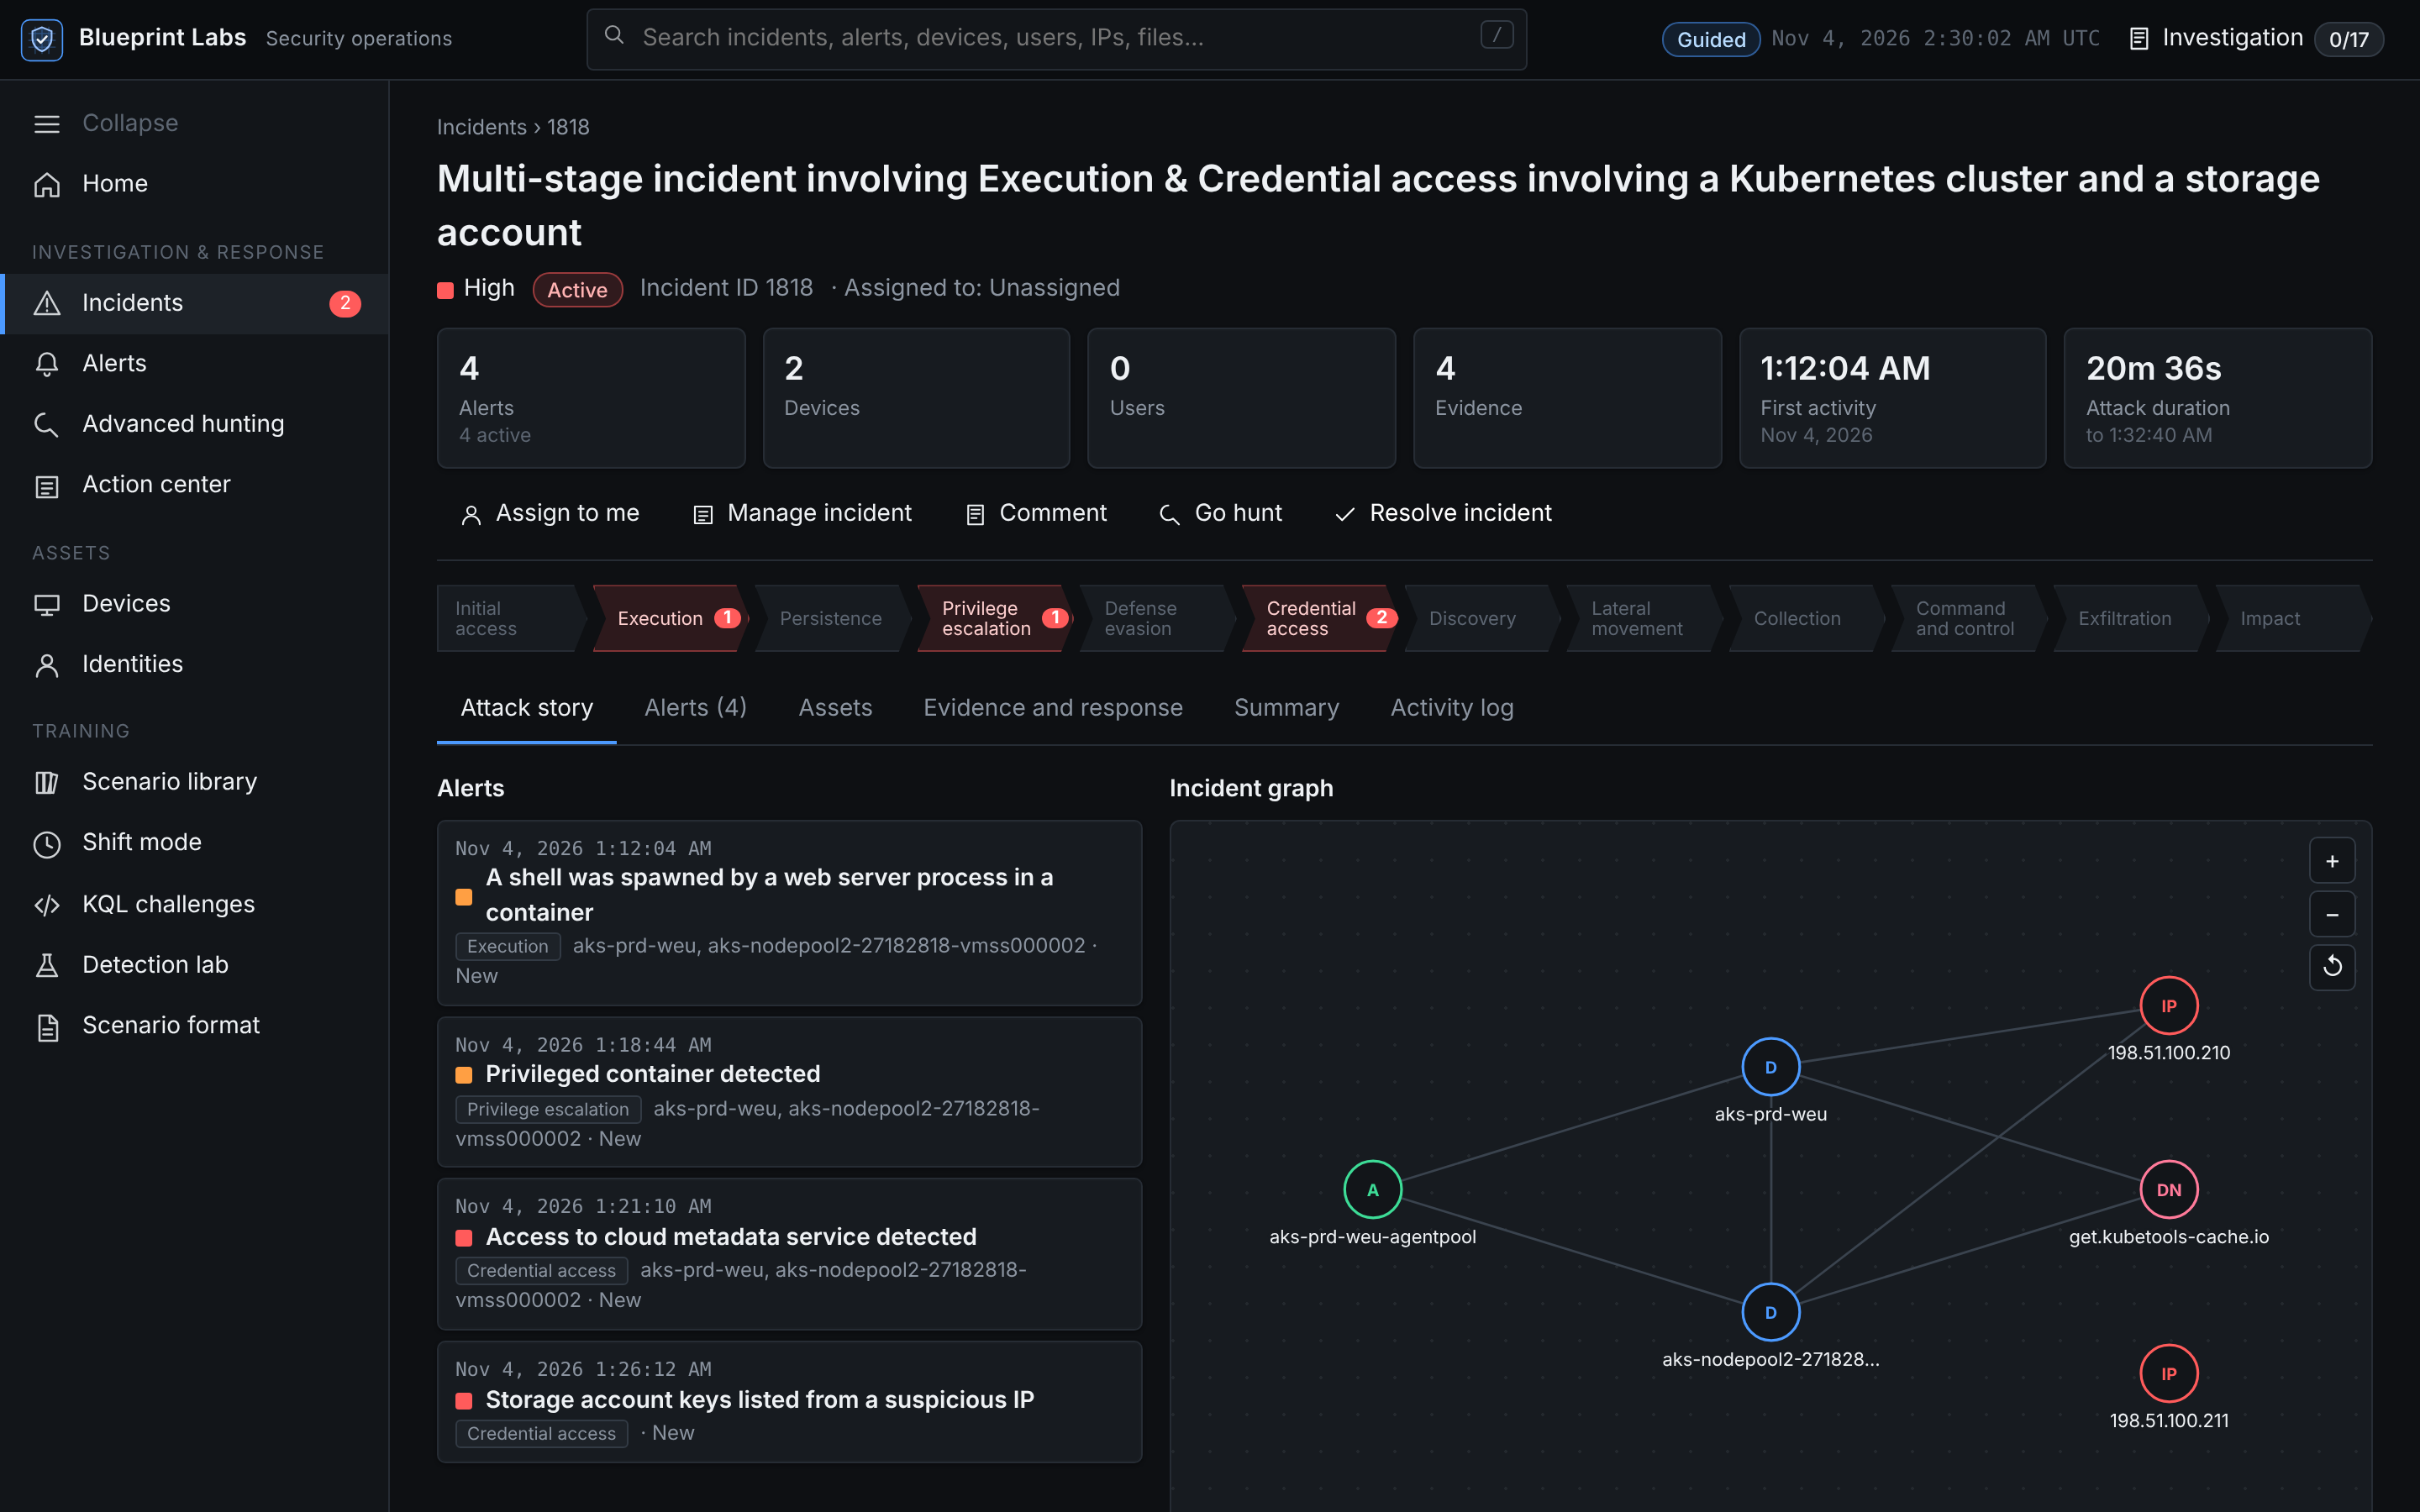 Blueprint Labs Security operations
Search incidents, alerts, devices, users, IPs, files... /
Guided Nov 4, 2026 2:30:02 AM UTC Investigation 0/17
Collapse
Home
INVESTIGATION & RESPONSE
Incidents 2
Alerts
Advanced hunting
Action center
ASSETS
Devices
Identities
TRAINING
Scenario library
Shift mode
KQL challenges
Detection lab
Scenario format
Incidents › 1818
Multi-stage incident involving Execution & Credential access involving a Kubernetes cluster and a storage
account
High Active Incident ID 1818 · Assigned to: Unassigned
4
Alerts
4 active
2
Devices
0
Users
4
Evidence
1:12:04 AM
First activity
Nov 4, 2026
20m 36s
Attack duration
to 1:32:40 AM
Assign to me Manage incident Comment Go hunt Resolve incident
Initial
access
Execution 1
Persistence
Privilege
escalation 1
Defense
evasion
Credential
access 2
Discovery
Lateral
movement
Collection
Command
and control
Exfiltration
Impact
Attack story Alerts (4) Assets Evidence and response Summary Activity log
Alerts
Nov 4, 2026 1:12:04 AM
A shell was spawned by a web server process in a
container
Execution aks-prd-weu, aks-nodepool2-27182818-vmss000002 ·
New
Nov 4, 2026 1:18:44 AM
Privileged container detected
Privilege escalation aks-prd-weu, aks-nodepool2-27182818-
vmss000002 · New
Nov 4, 2026 1:21:10 AM
Access to cloud metadata service detected
Credential access aks-prd-weu, aks-nodepool2-27182818-
vmss000002 · New
Nov 4, 2026 1:26:12 AM
Storage account keys listed from a suspicious IP
Credential access · New
Incident graph
+
−
IP
198.51.100.210
D
aks-prd-weu
A
aks-prd-weu-agentpool
DN
get.kubetools-cache.io
D
aks-nodepool2-271828...
IP
198.51.100.211